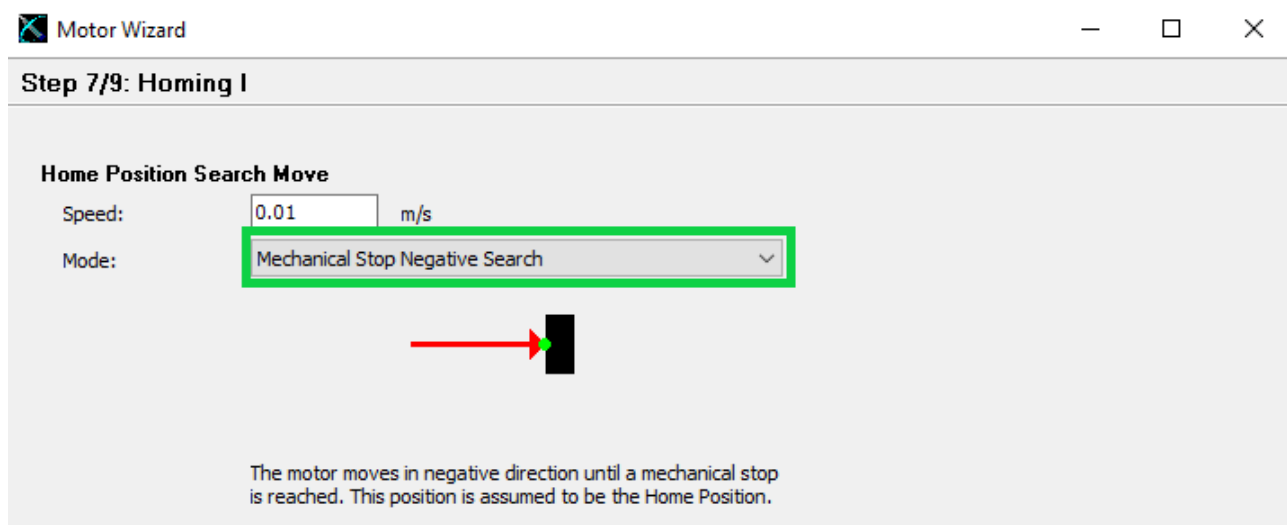 Motor Wizard
Step 7/9: Homing I
Home Position Search Move
Speed: 0.01 m/s
Mode: Mechanical Stop Negative Search
The motor moves in negative direction until a mechanical stop
is reached. This position is assumed to be the Home Position.